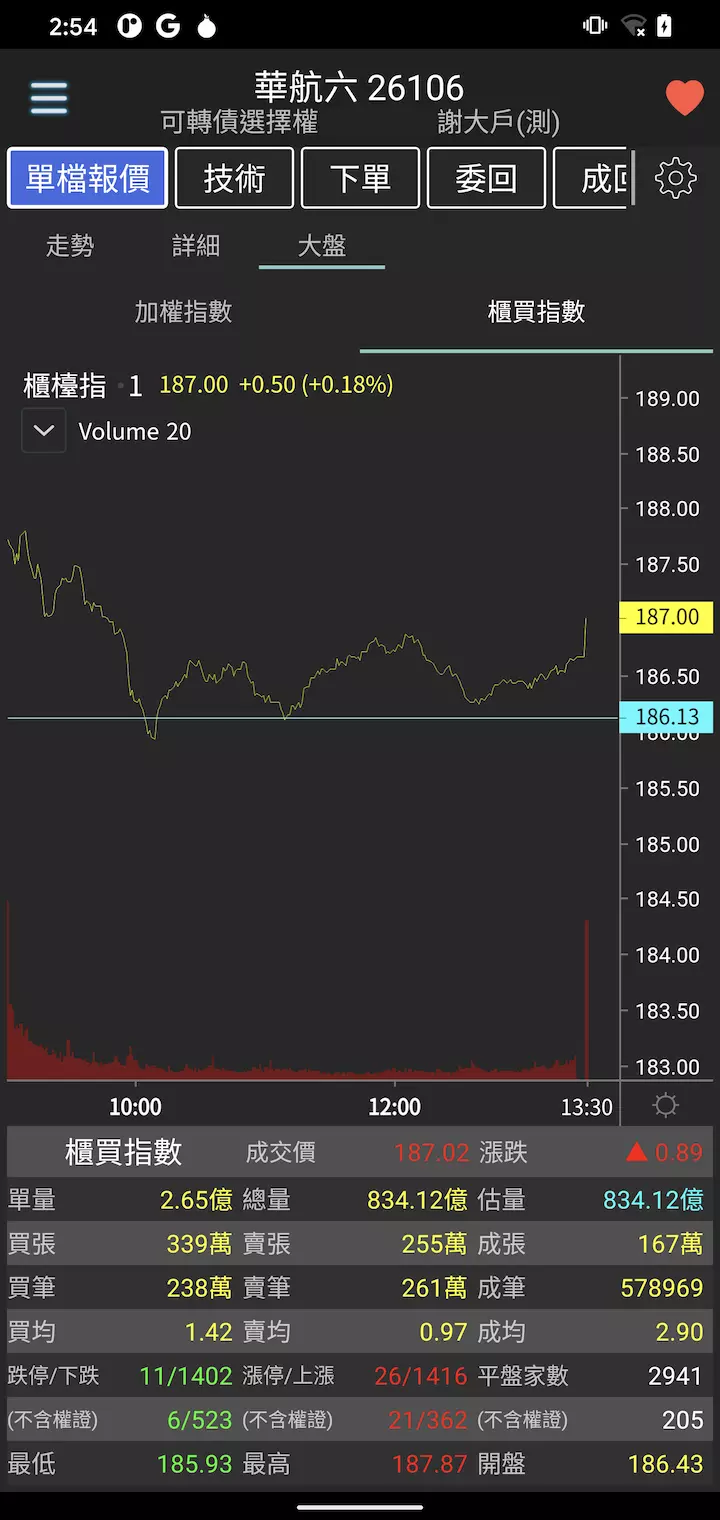 2:54
華航六 26106
可轉債選擇權 謝大戶(測)
單檔報價 技術 下單 委回 成回
走勢 詳細 大盤
加權指數 櫃買指數
櫃檯指 · 1 187.00 +0.50 (+0.18%)
Volume 20
189.00
188.50
188.00
187.50
187.00
186.50
186.13
186.00
185.50
185.00
184.50
184.00
183.50
183.00
10:00 12:00 13:30
櫃買指數 成交價 187.02 漲跌 ▲ 0.89
單量 2.65億 總量 834.12億 估量 834.12億
買張 339萬 賣張 255萬 成張 167萬
買筆 238萬 賣筆 261萬 成筆 578969
買均 1.42 賣均 0.97 成均 2.90
跌停/下跌 11/1402 漲停/上漲 26/1416 平盤家數 2941
(不含權證) 6/523 (不含權證) 21/362 (不含權證) 205
最低 185.93 最高 187.87 開盤 186.43